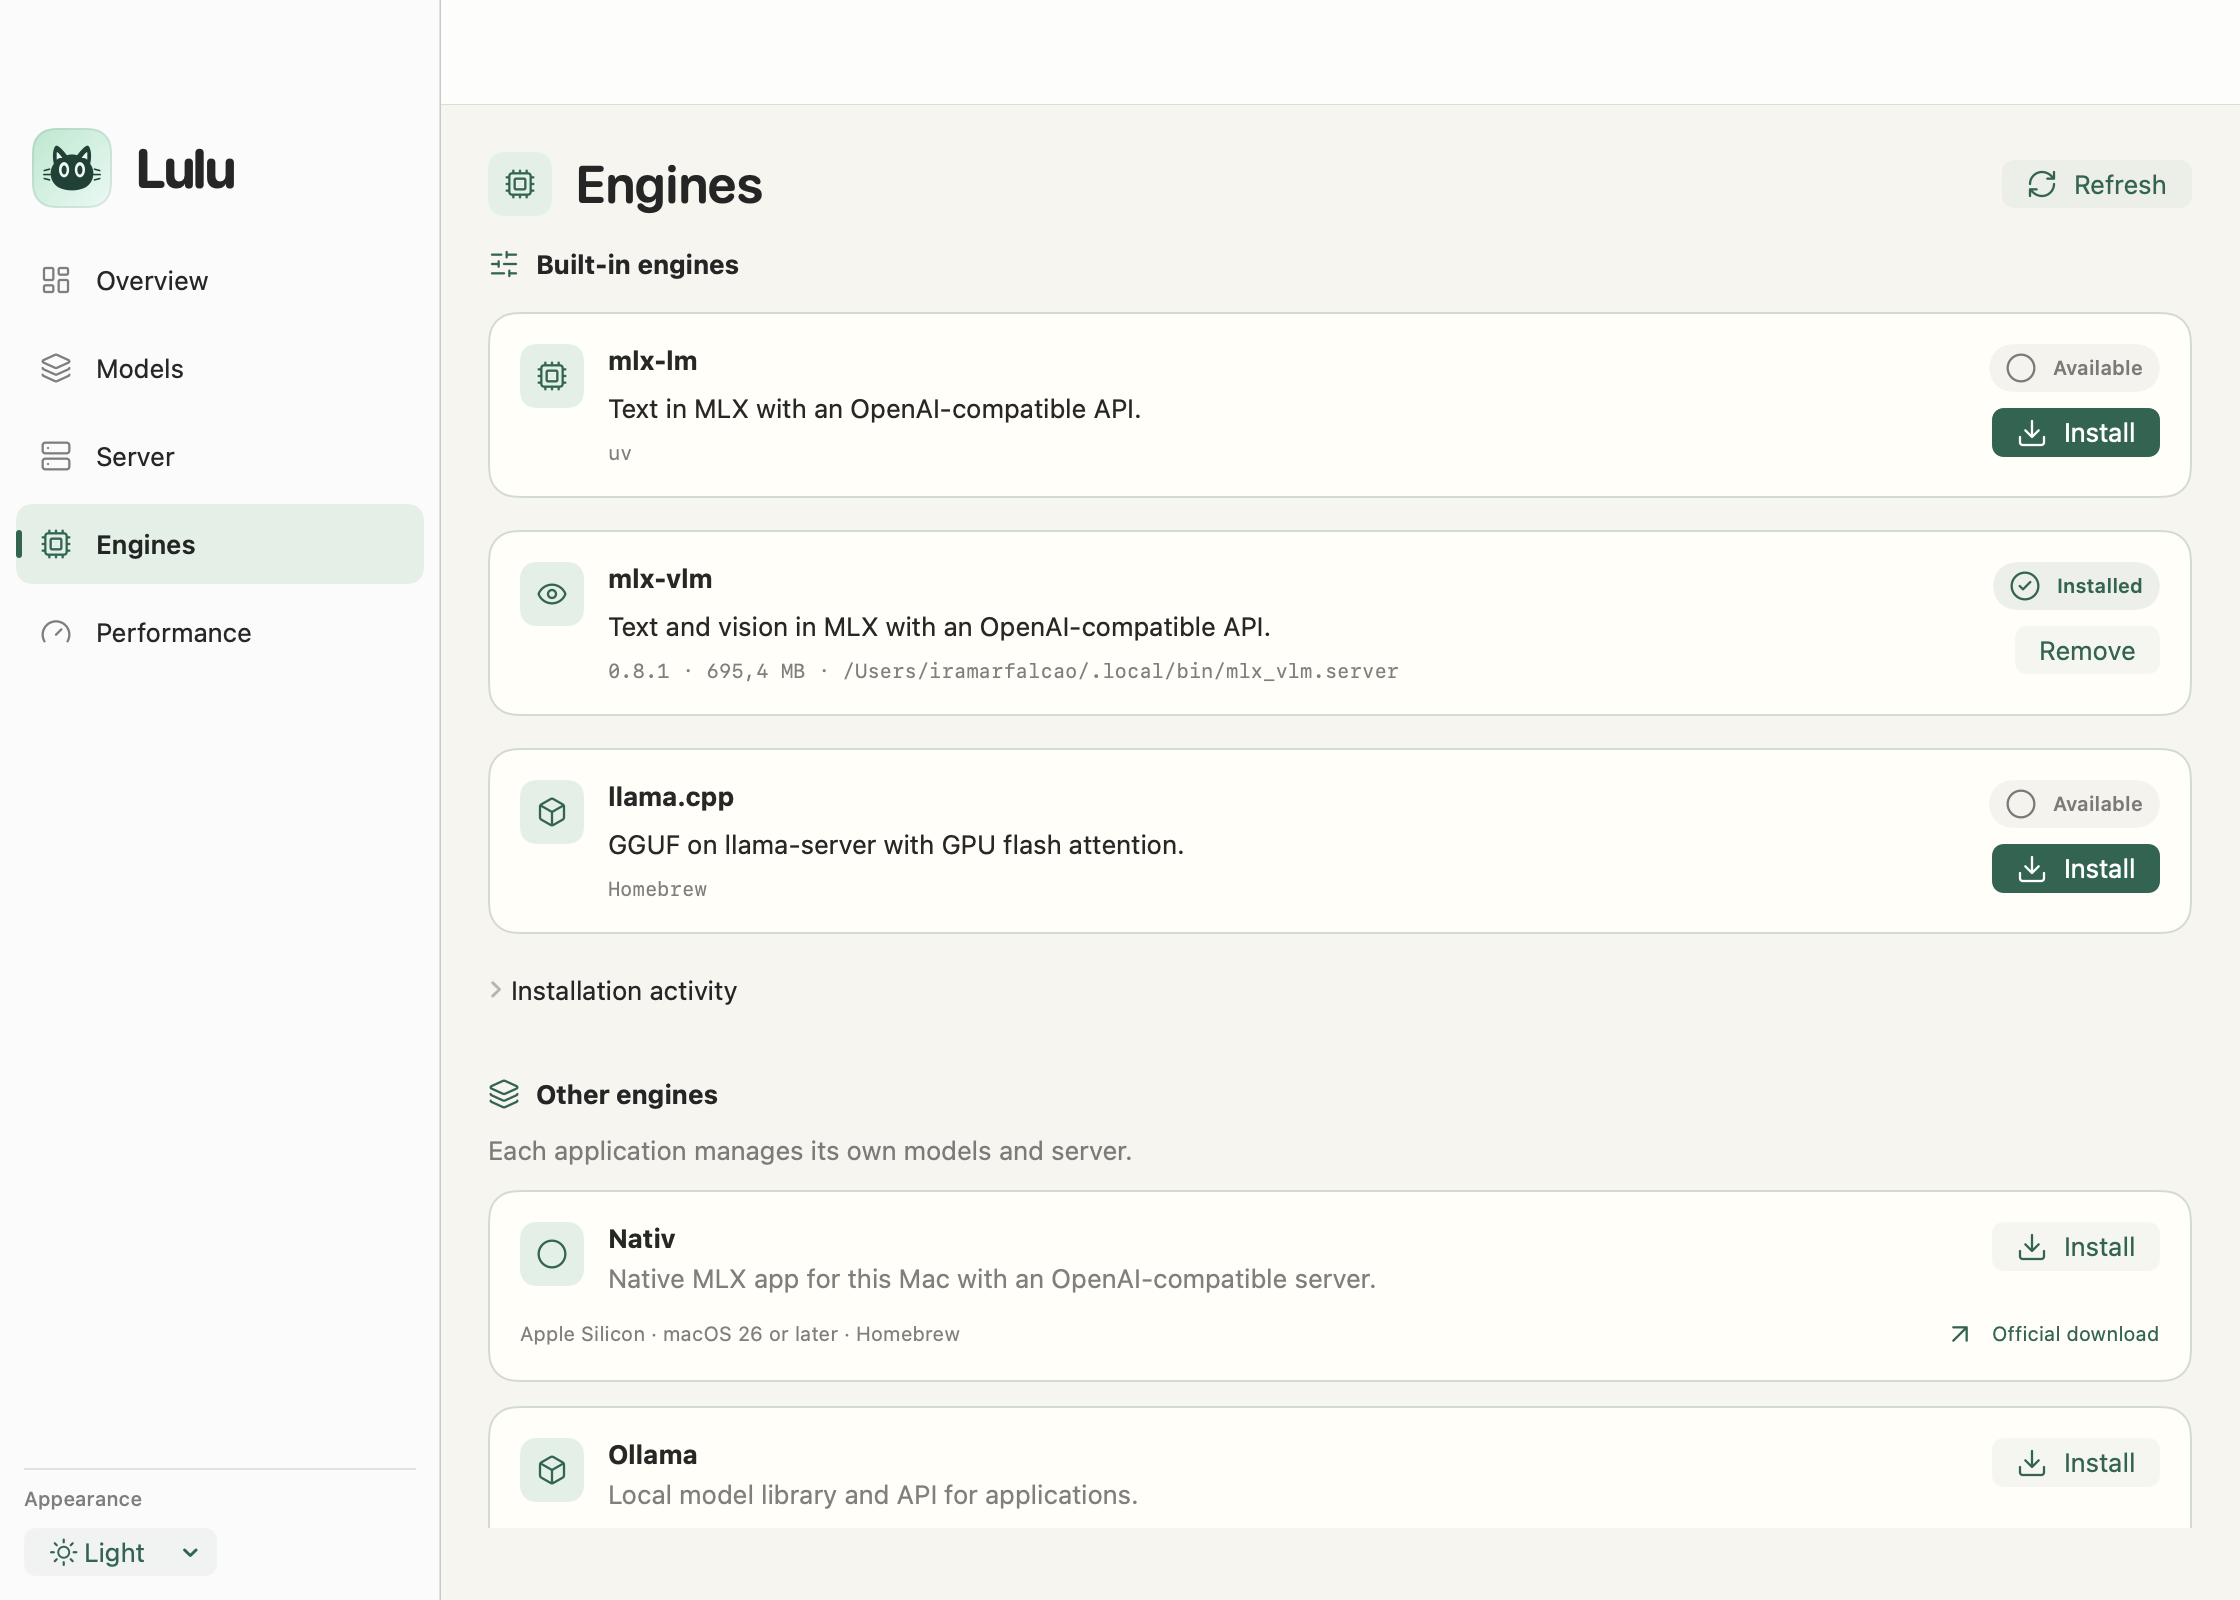 Lulu
Overview
Models
Server
Engines
Performance
Appearance
Light
Engines
Refresh
Built-in engines
mlx-lm
Available
Text in MLX with an OpenAI-compatible API.
Install
uv
mlx-vlm
Installed
Text and vision in MLX with an OpenAI-compatible API.
Remove
0.8.1 · 695,4 MB · /Users/iramarfalcao/.local/bin/mlx_vlm.server
llama.cpp
Available
GGUF on llama-server with GPU flash attention.
Install
Homebrew
Installation activity
Other engines
Each application manages its own models and server.
Nativ
Install
Native MLX app for this Mac with an OpenAI-compatible server.
Apple Silicon · macOS 26 or later · Homebrew
Official download
Ollama
Install
Local model library and API for applications.